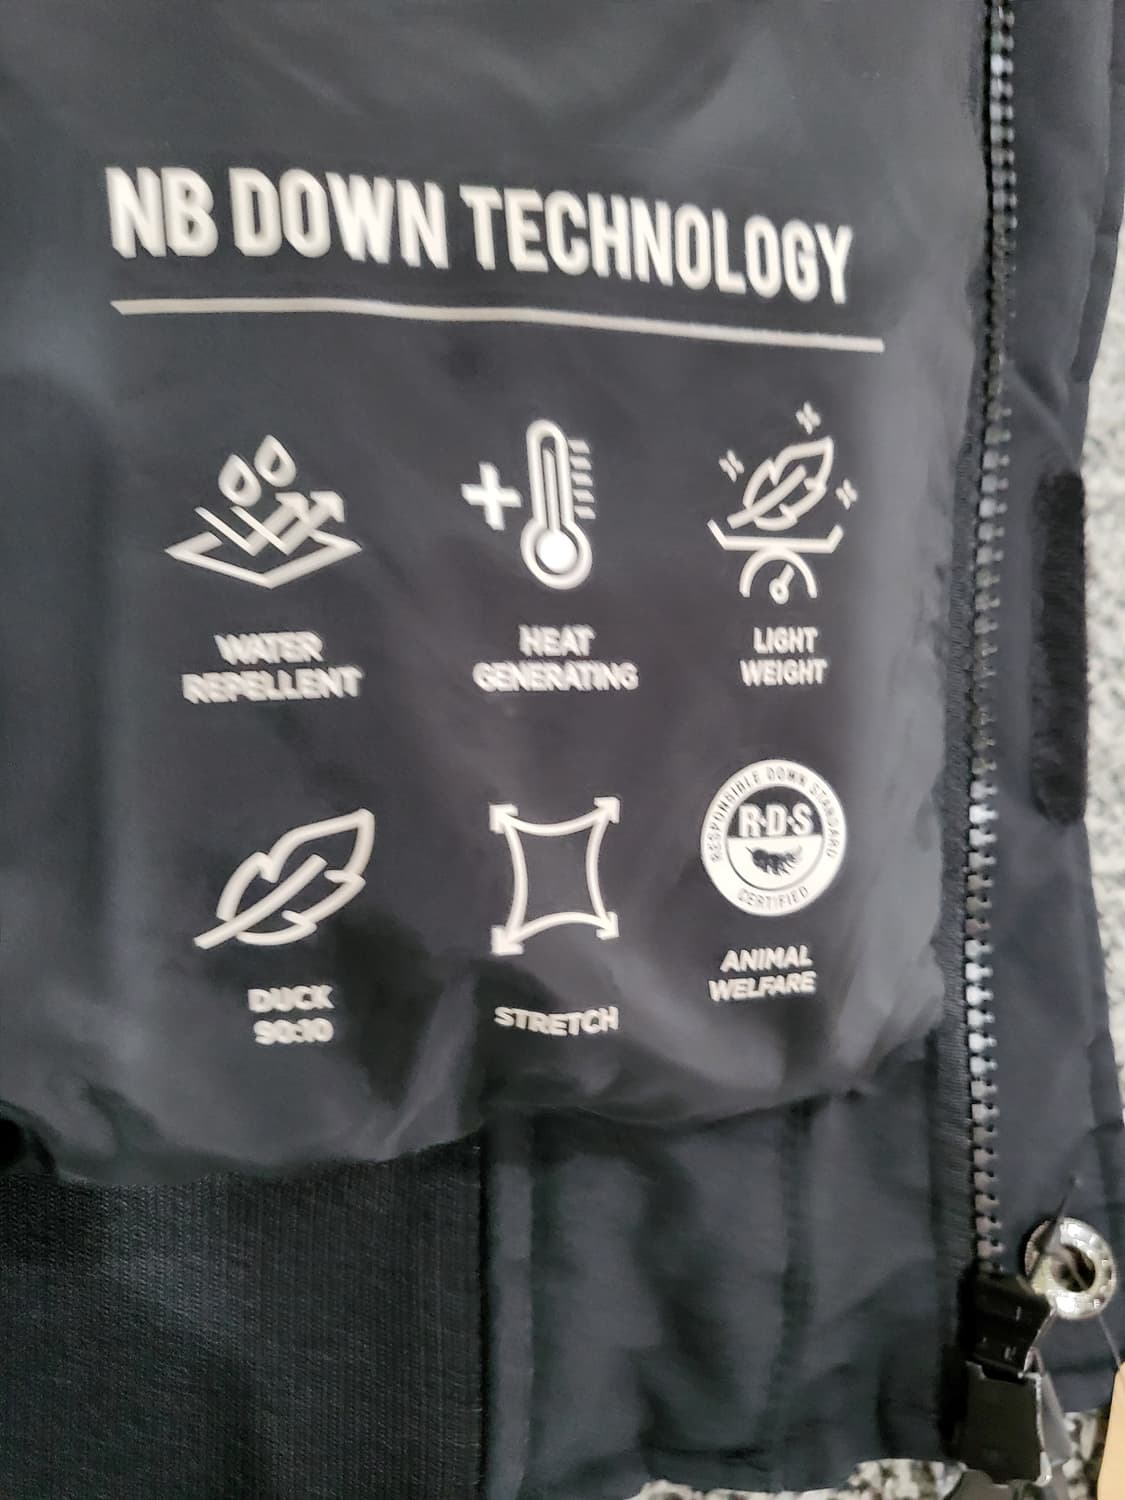 NB DOWN TECHNOLOGY
WATER
REPELLENT
HEAT
GENERATING
LIGHT
WEIGHT
DUCK
90:10
STRETCH
RESPONSIBLE DOWN STANDARD
R·D·S
CERTIFIED
ANIMAL
WELFARE